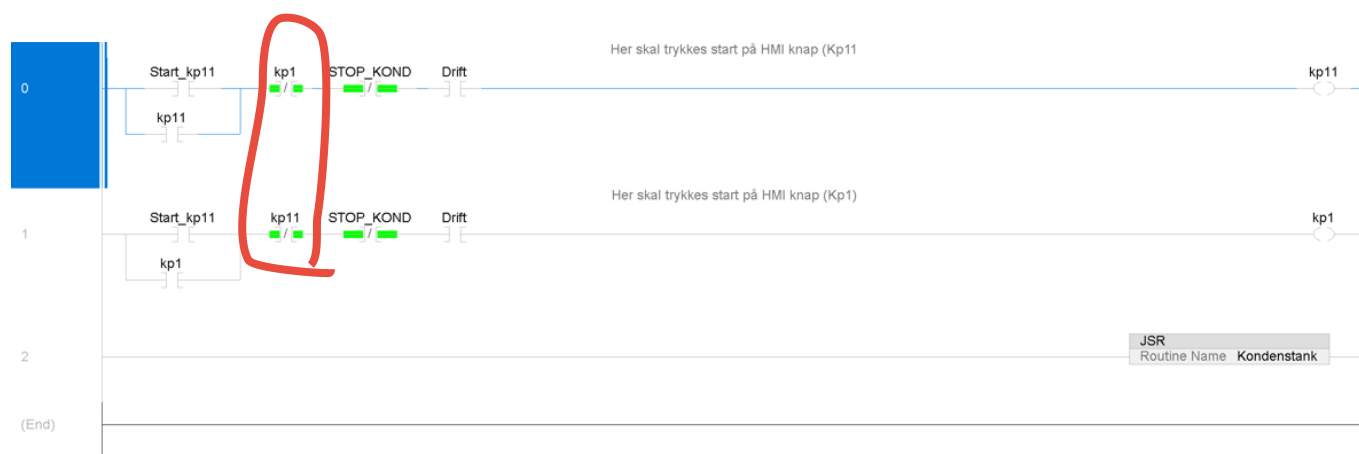 Her skal trykkes start på HMI knap (Kp11
Start_kp11 kp1 STOP_KOND Drift kp11
0
kp11
Her skal trykkes start på HMI knap (Kp1)
Start_kp11 kp11 STOP_KOND Drift kp1
1
kp1
JSR
2 Routine Name Kondenstank
(End)